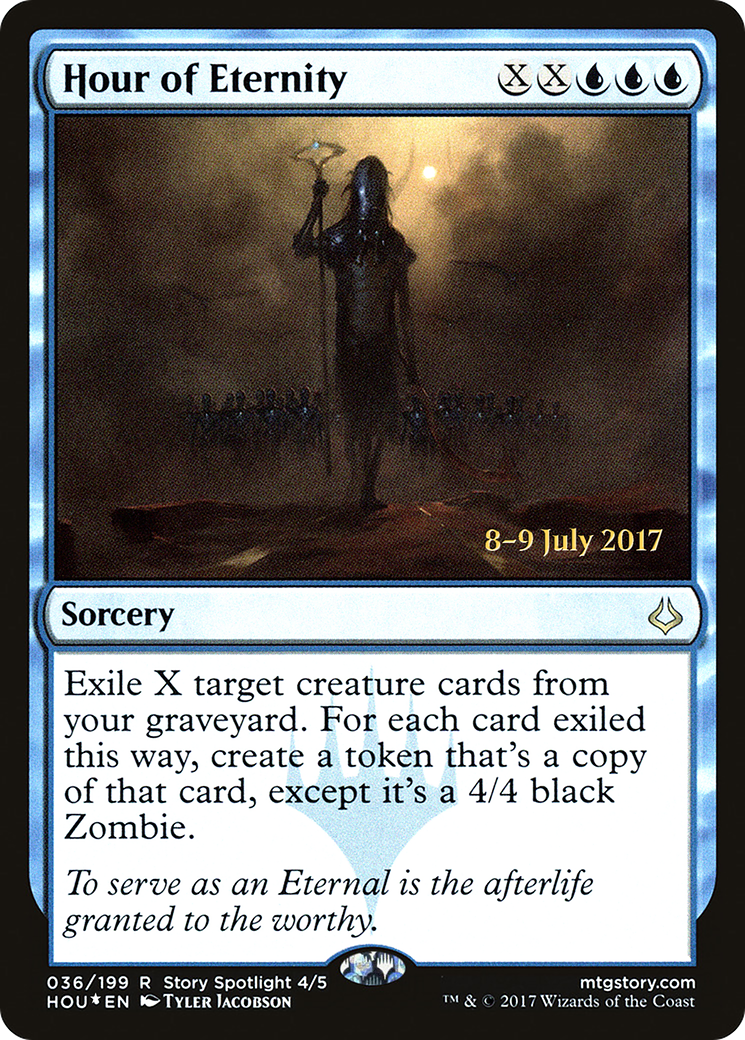 Hour of Eternity XX
8–9 July 2017
Sorcery
Exile X target creature cards from
your graveyard. For each card exiled
this way, create a token that's a copy
of that card, except it's a 4/4 black
Zombie.
To serve as an Eternal is the afterlife
granted to the worthy.
036/199 R Story Spotlight 4/5
mtgstory.com
HOU★EN Tyler Jacobson
™ & © 2017 Wizards of the Coast